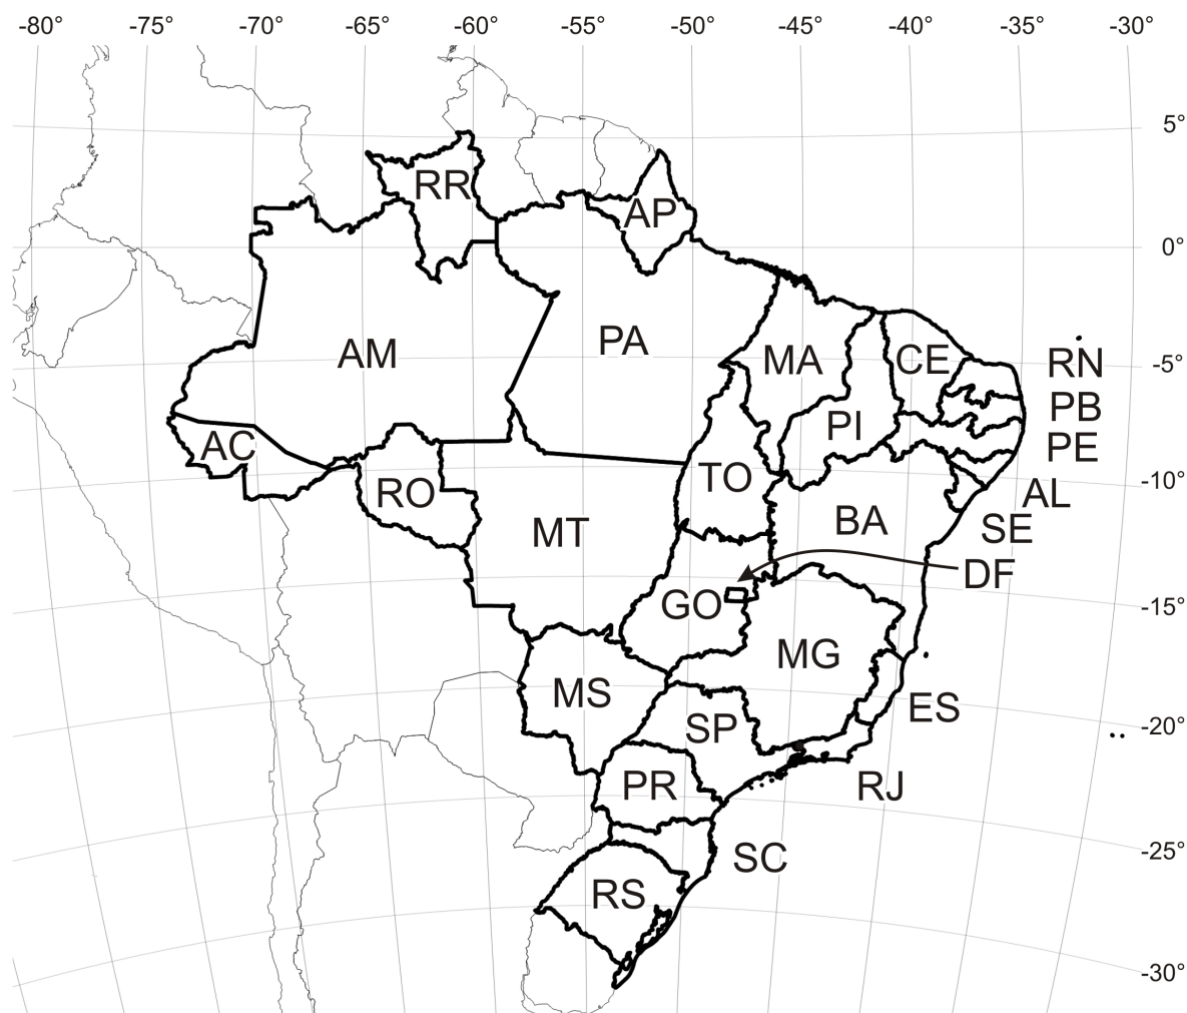 -80° -75° -70° -65° -60° -55° -50° -45° -40° -35° -30°
5°
RR
AP
0°
AM
PA
MA
CE
RN
-5°
PB
AC
PI
PE
RO
TO
-10°
AL
MT
BA
SE
DF
GO
-15°
MG
MS
ES
SP
-20°
PR
RJ
SC
-25°
RS
-30°